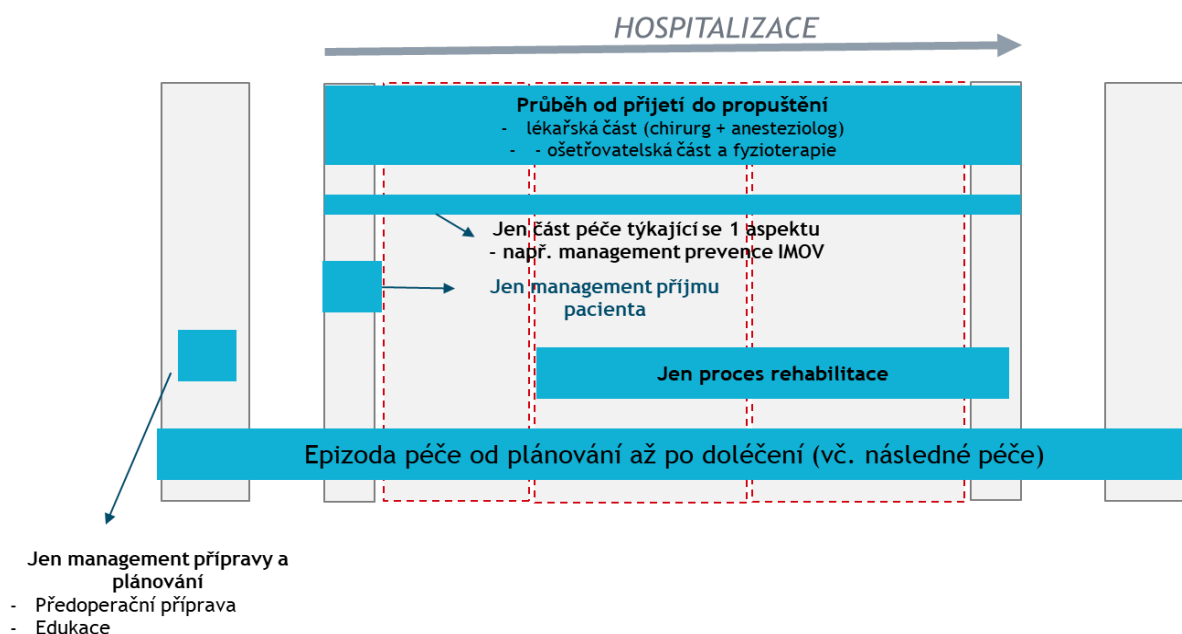 HOSPITALIZACE
Průběh od přijetí do propuštění
- lékařská část (chirurg + anesteziolog)
- - ošetřovatelská část a fyzioterapie
Jen část péče týkající se 1 aspektu
- např. management prevence IMOV
Jen management příjmu
pacienta
Jen proces rehabilitace
Epizoda péče od plánování až po doléčení (vč. následné péče)
Jen management přípravy a
plánování
- Předoperační příprava
- Edukace